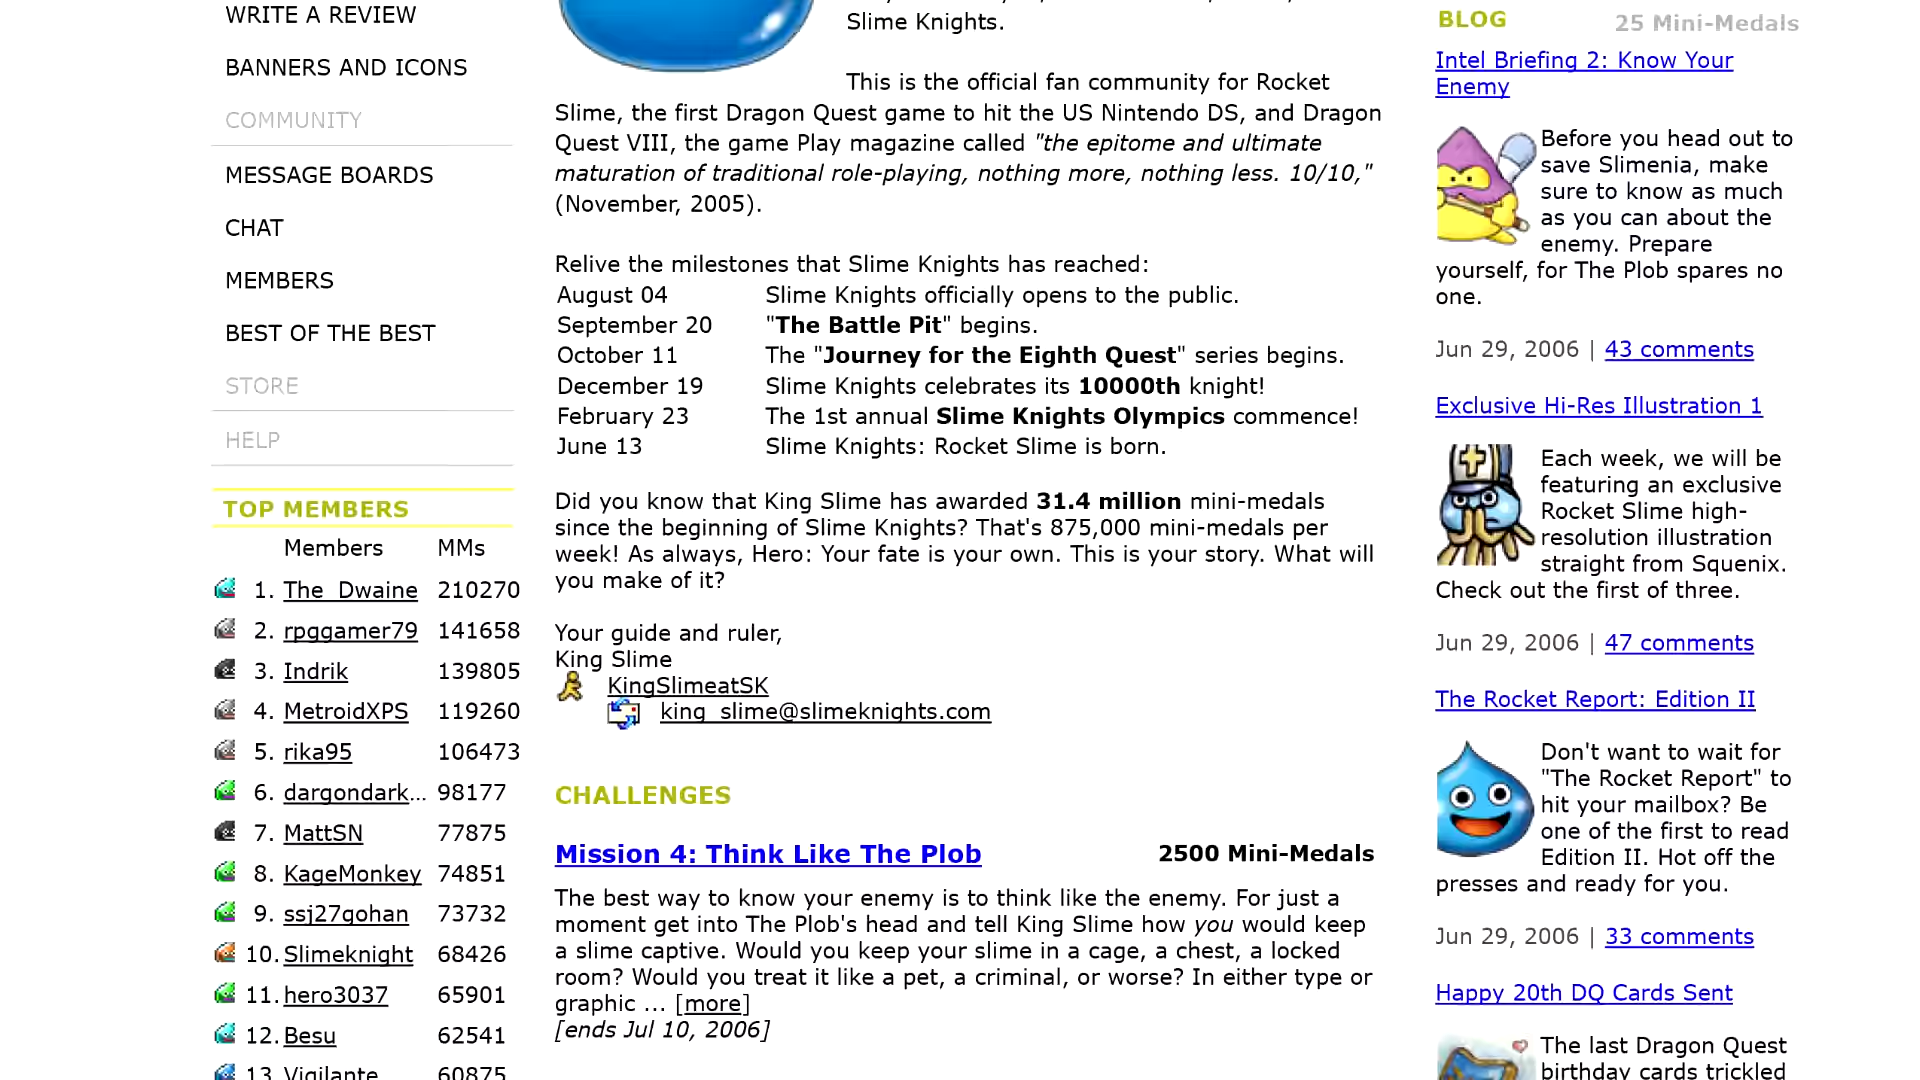 WRITE A REVIEW
BANNERS AND ICONS
COMMUNITY
MESSAGE BOARDS
CHAT
MEMBERS
BEST OF THE BEST
STORE
HELP
TOP MEMBERS
Members MMs
1. The_Dwaine 210270
2. rpggamer79 141658
3. Indrik 139805
4. MetroidXPS 119260
5. rika95 106473
6. dargondark... 98177
7. MattSN 77875
8. KageMonkey 74851
9. ssj27gohan 73732
10. Slimeknight 68426
11. hero3037 65901
12. Besu 62541
13. Vigilante 60875
Slime Knights.
This is the official fan community for Rocket
Slime, the first Dragon Quest game to hit the US Nintendo DS, and Dragon
Quest VIII, the game Play magazine called "the epitome and ultimate
maturation of traditional role-playing, nothing more, nothing less. 10/10,"
(November, 2005).
Relive the milestones that Slime Knights has reached:
August 04 Slime Knights officially opens to the public.
September 20 "The Battle Pit" begins.
October 11 The "Journey for the Eighth Quest" series begins.
December 19 Slime Knights celebrates its 10000th knight!
February 23 The 1st annual Slime Knights Olympics commence!
June 13 Slime Knights: Rocket Slime is born.
Did you know that King Slime has awarded 31.4 million mini-medals
since the beginning of Slime Knights? That's 875,000 mini-medals per
week! As always, Hero: Your fate is your own. This is your story. What will
you make of it?
Your guide and ruler,
King Slime
KingSlimeatSK
king_slime@slimeknights.com
CHALLENGES
Mission 4: Think Like The Plob 2500 Mini-Medals
The best way to know your enemy is to think like the enemy. For just a
moment get into The Plob's head and tell King Slime how you would keep
a slime captive. Would you keep your slime in a cage, a chest, a locked
room? Would you treat it like a pet, a criminal, or worse? In either type or
graphic ... [more]
[ends Jul 10, 2006]
BLOG 25 Mini-Medals
Intel Briefing 2: Know Your
Enemy
Before you head out to
save Slimenia, make
sure to know as much
as you can about the
enemy. Prepare
yourself, for The Plob spares no
one.
Jun 29, 2006 | 43 comments
Exclusive Hi-Res Illustration 1
Each week, we will be
featuring an exclusive
Rocket Slime high-
resolution illustration
straight from Squenix.
Check out the first of three.
Jun 29, 2006 | 47 comments
The Rocket Report: Edition II
Don't want to wait for
"The Rocket Report" to
hit your mailbox? Be
one of the first to read
Edition II. Hot off the
presses and ready for you.
Jun 29, 2006 | 33 comments
Happy 20th DQ Cards Sent
The last Dragon Quest
birthday cards trickled